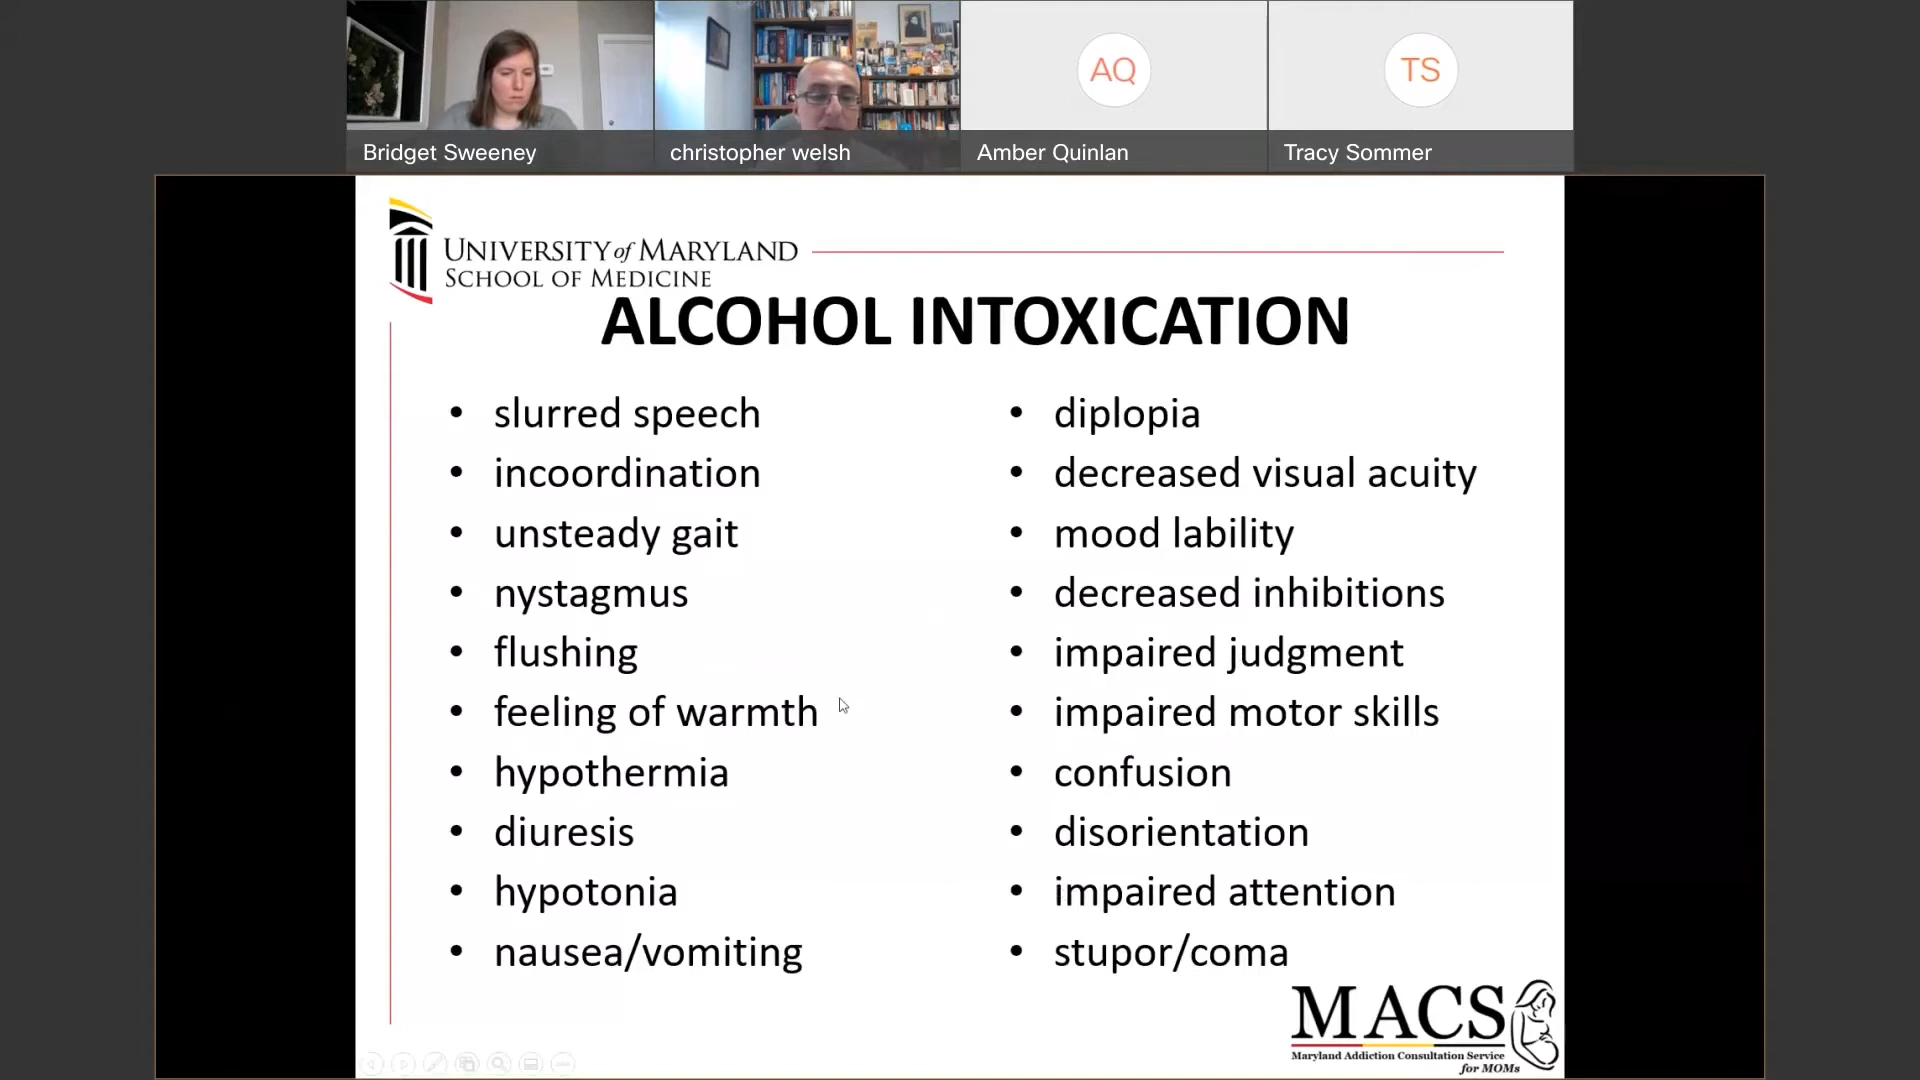 Bridget Sweeney
christopher welsh
AQ
Amber Quinlan
TS
Tracy Sommer
UNIVERSITY of MARYLAND
SCHOOL OF MEDICINE
ALCOHOL INTOXICATION
• slurred speech
• incoordination
• unsteady gait
• nystagmus
• flushing
• feeling of warmth
• hypothermia
• diuresis
• hypotonia
• nausea/vomiting
• diplopia
• decreased visual acuity
• mood lability
• decreased inhibitions
• impaired judgment
• impaired motor skills
• confusion
• disorientation
• impaired attention
• stupor/coma
MACS
Maryland Addiction Consultation Service
for MOMs